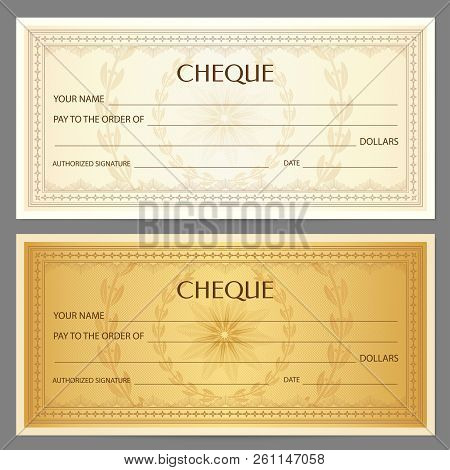 CHEQUE
YOUR NAME
PAY TO THE ORDER OF
DOLLARS
AUTHORIZED SIGNATURE DATE
CHEQUE
YOUR NAME
PAY TO THE ORDER OF
DOLLARS
AUTHORIZED SIGNATURE DATE
BIGSTOCK
Image ID: 261147058
bigstock.com